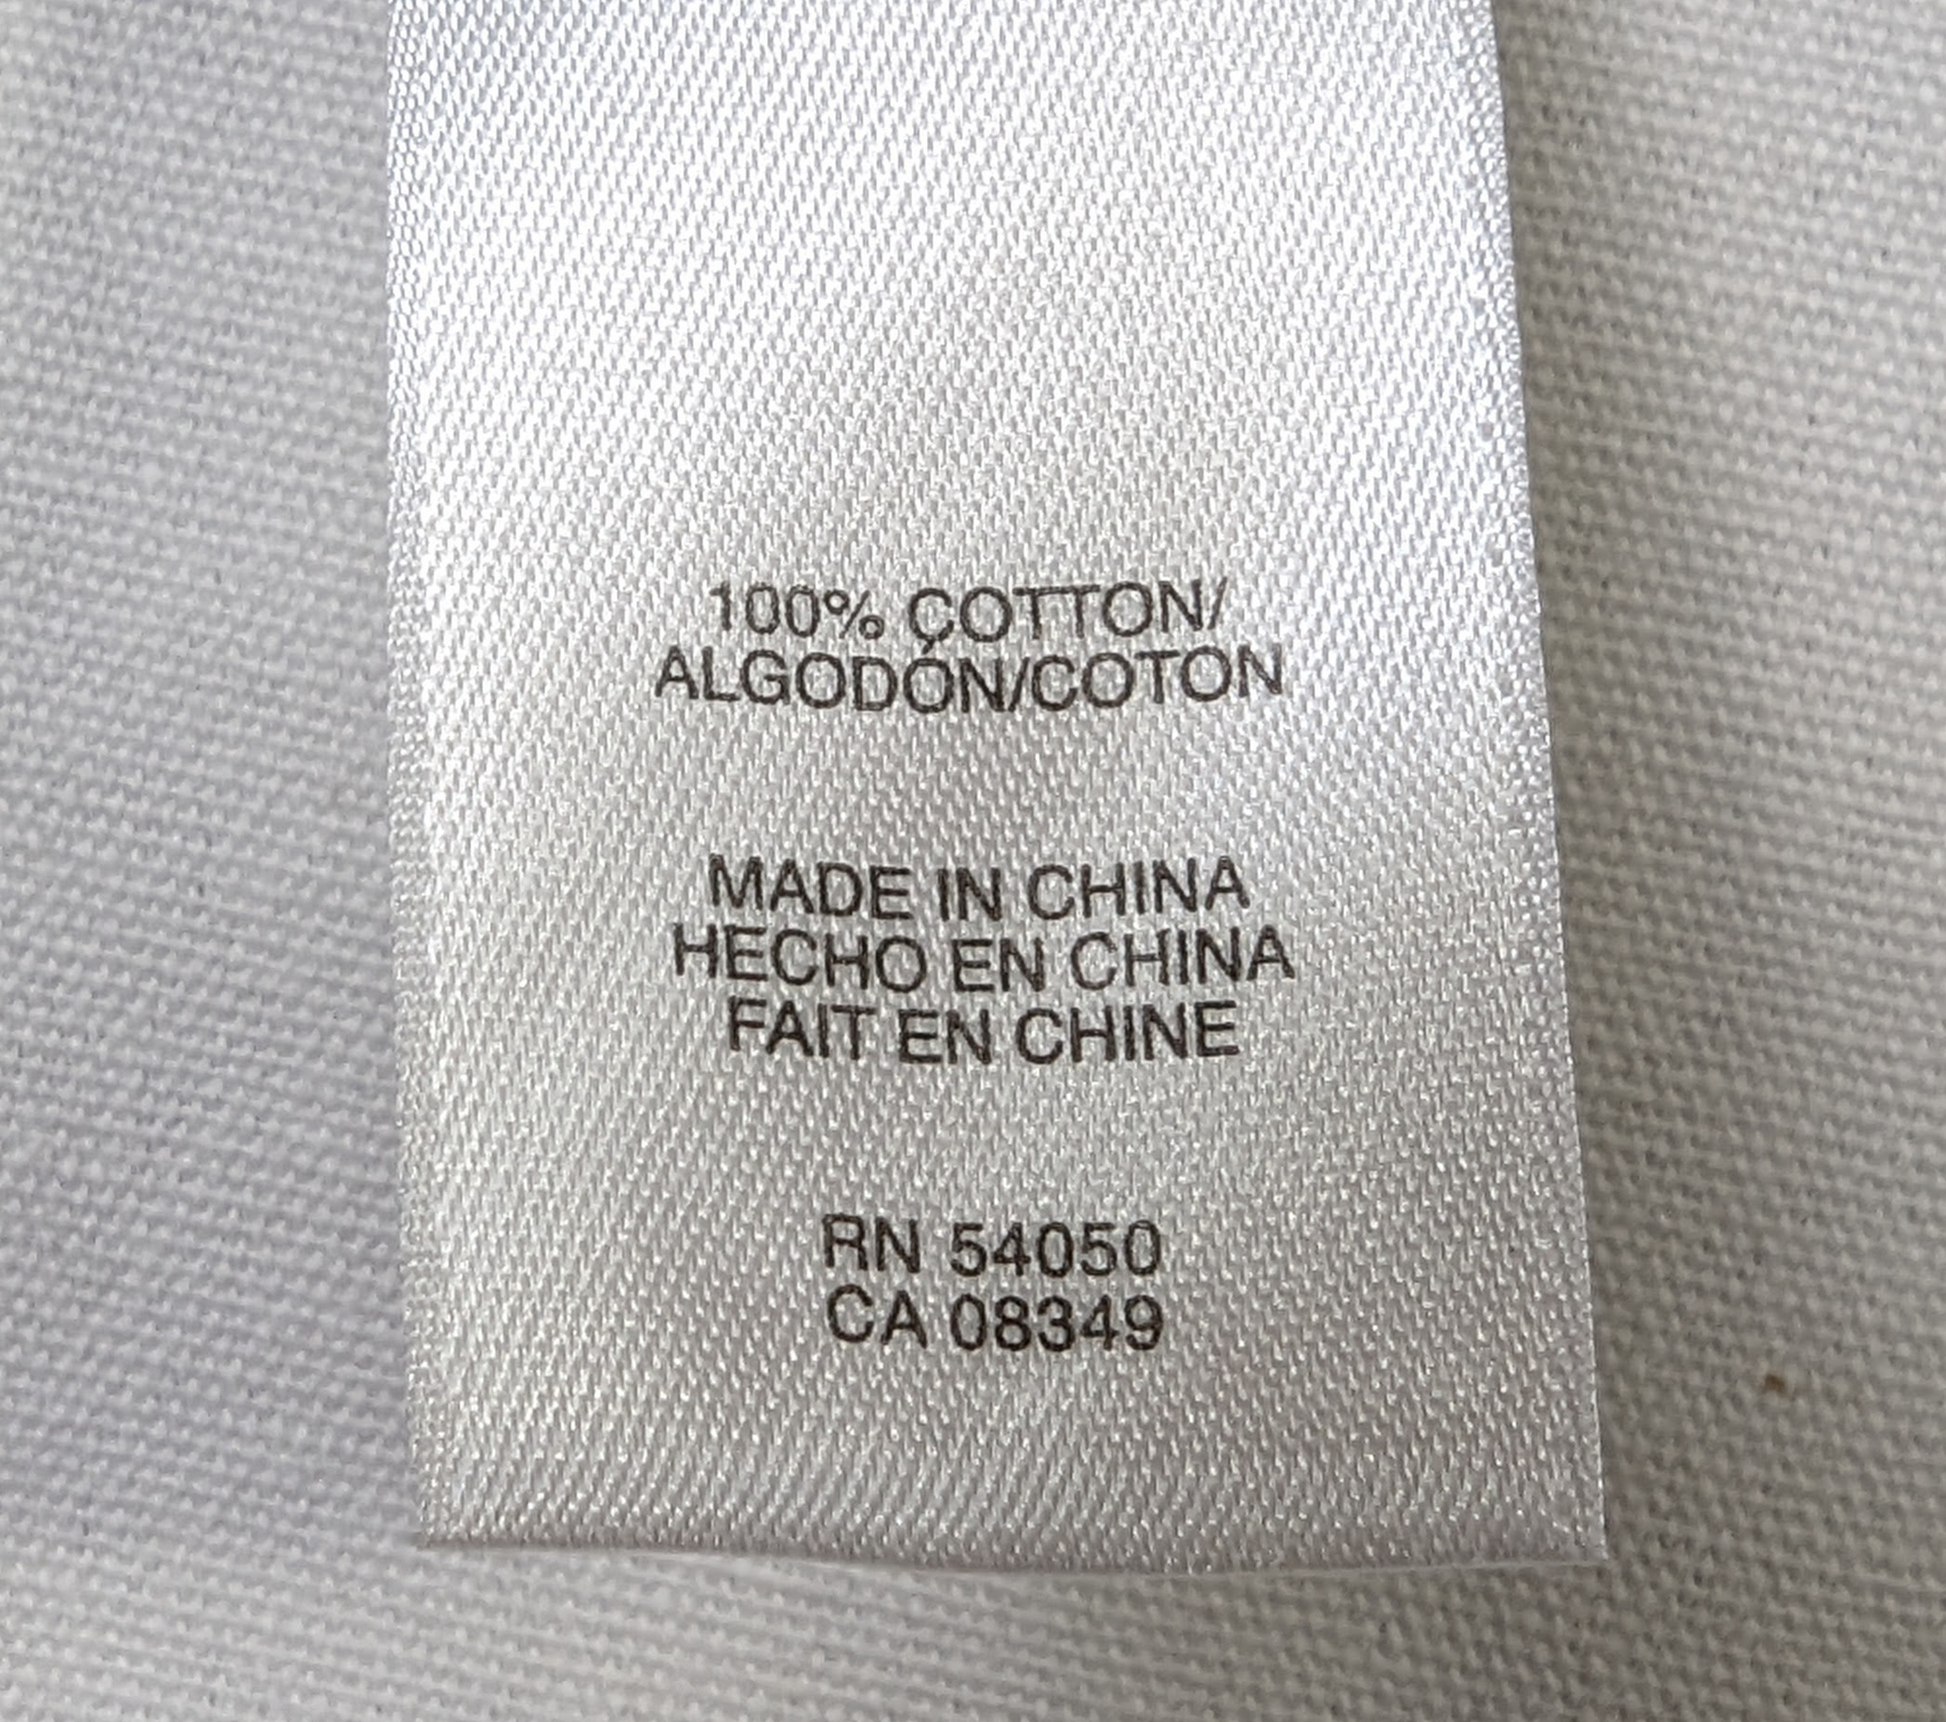 100% COTTON/
ALGODÓN/COTON
MADE IN CHINA
HECHO EN CHINA
FAIT EN CHINE
RN 54050
CA 08349